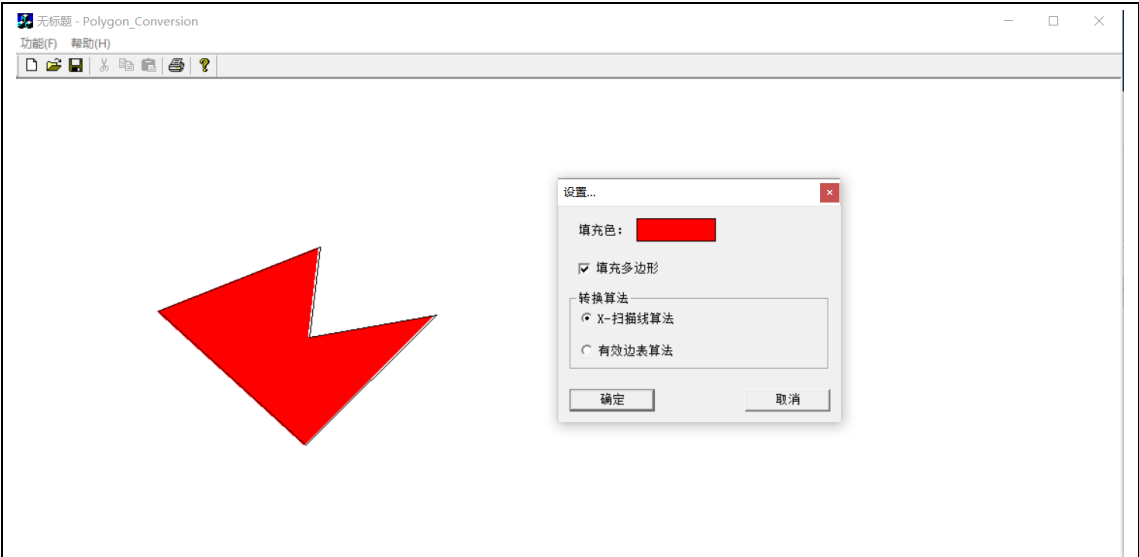 无标题 - Polygon_Conversion
功能(F) 帮助(H)
设置...
填充色:
填充多边形
转换算法
X-扫描线算法
有效边表算法
确定 取消